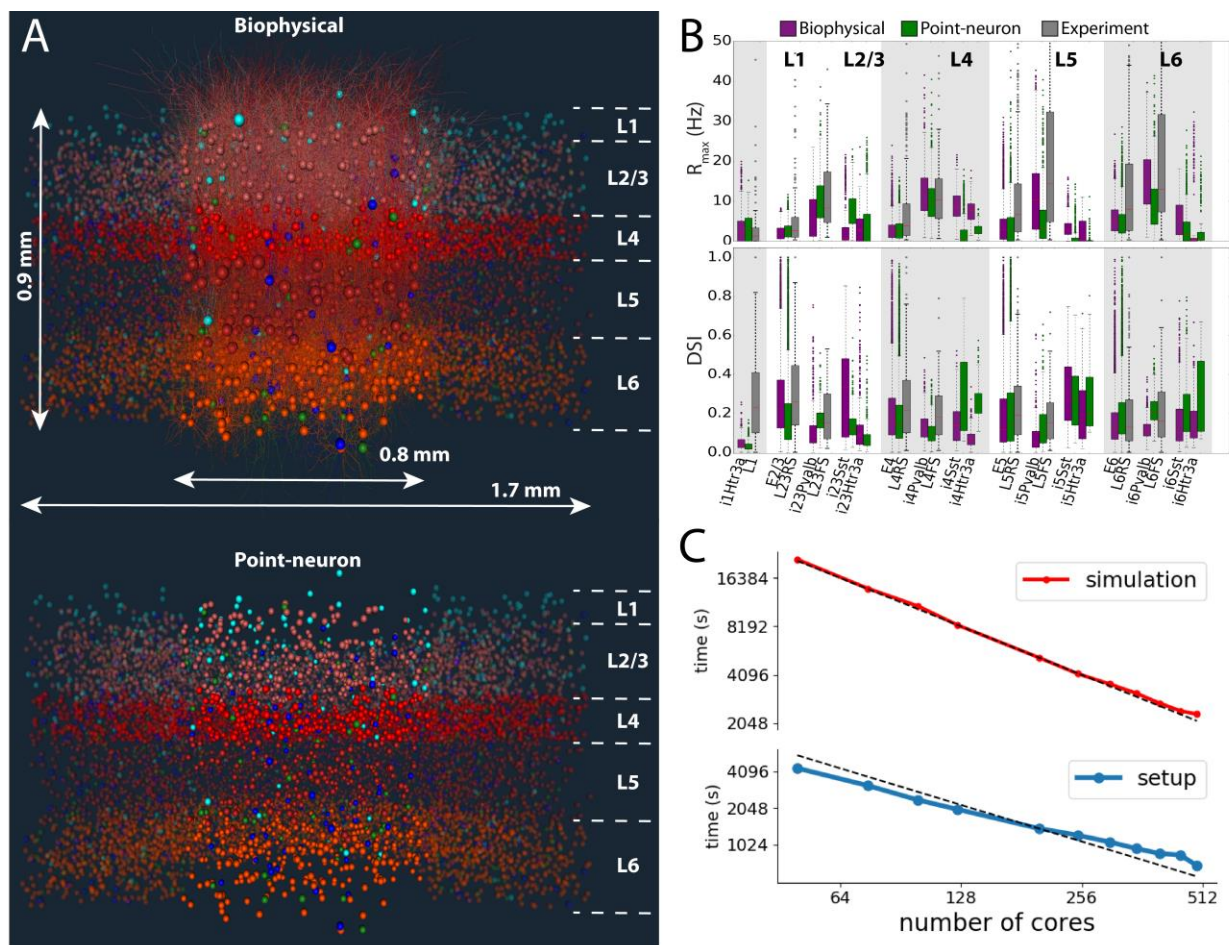 A
Biophysical
L1
L2/3
L4
L5
L6
0.9 mm
0.8 mm
1.7 mm
Point-neuron
L1
L2/3
L4
L5
L6
B
Biophysical Point-neuron Experiment
L1 L2/3 L4 L5 L6
50
40
30
20
10
0
Rmax (Hz)
1.0
0.8
0.6
0.4
0.2
0.0
DSI
i1Htr3a
L1
E2/3
L23RS
i23Pvalb
L23FS
i23Sst
i23Htr3a
E4
L4RS
i4Pvalb
L4FS
i4Sst
i4Htr3a
E5
L5RS
i5Pvalb
L5FS
i5Sst
i5Htr3a
E6
L6RS
i6Pvalb
L6FS
i6Sst
i6Htr3a
C
simulation
16384
8192
4096
2048
time (s)
setup
4096
2048
1024
time (s)
64 128 256 512
number of cores